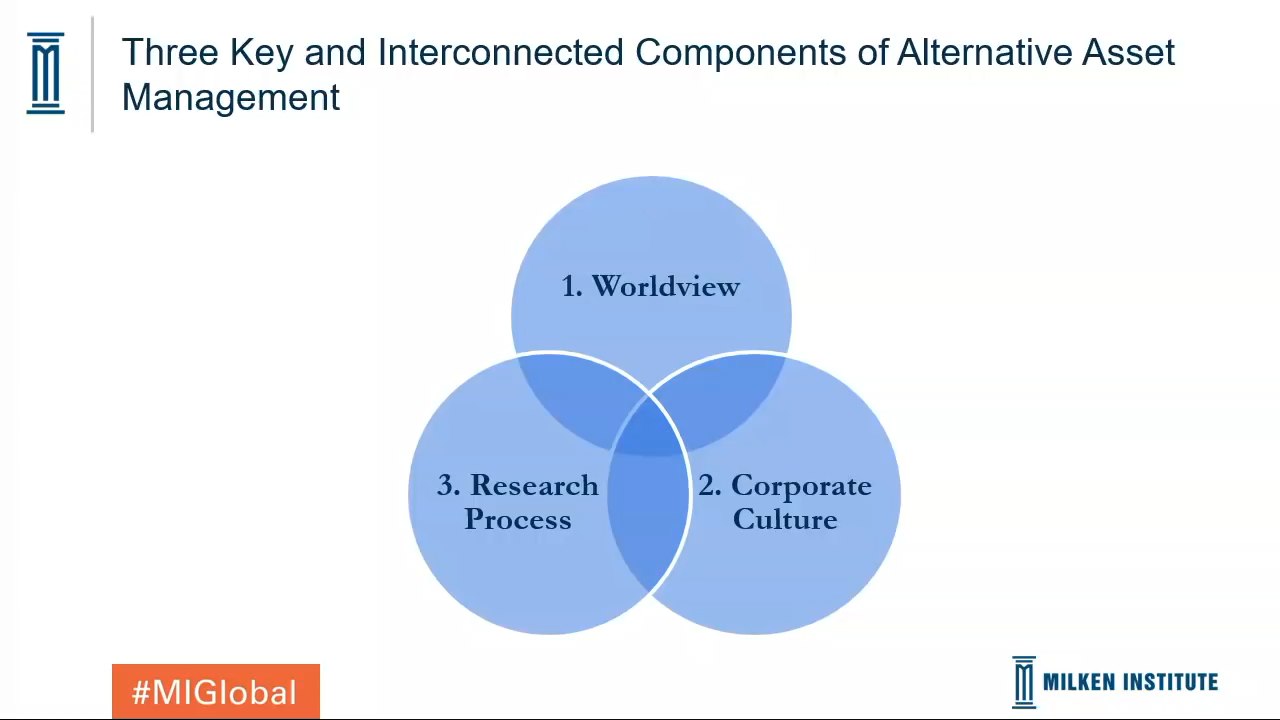 Three Key and Interconnected Components of Alternative Asset
Management
1. Worldview
3. Research
Process
2. Corporate
Culture
#MIGlobal
MILKEN INSTITUTE